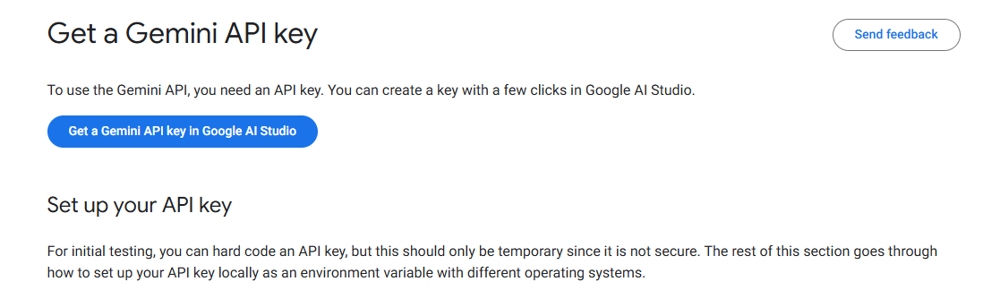 Get a Gemini API key
Send feedback
To use the Gemini API, you need an API key. You can create a key with a few clicks in Google AI Studio.
Get a Gemini API key in Google AI Studio
Set up your API key
For initial testing, you can hard code an API key, but this should only be temporary since it is not secure. The rest of this section goes through
how to set up your API key locally as an environment variable with different operating systems.